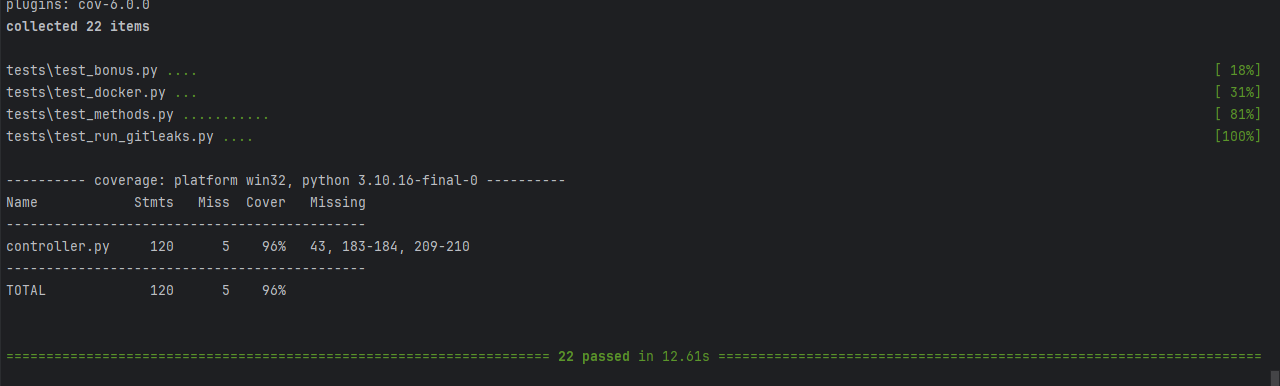 plugins: cov-6.0.0
collected 22 items
tests\test_bonus.py .... [ 18%]
tests\test_docker.py ... [ 31%]
tests\test_methods.py ........... [ 81%]
tests\test_run_gitleaks.py .... [100%]
---------- coverage: platform win32, python 3.10.16-final-0 ----------
Name            Stmts   Miss  Cover   Missing
---------------------------------------------
controller.py     120      5    96%   43, 183-184, 209-210
---------------------------------------------
TOTAL             120      5    96%
==================================================================== 22 passed in 12.61s ====================================================================